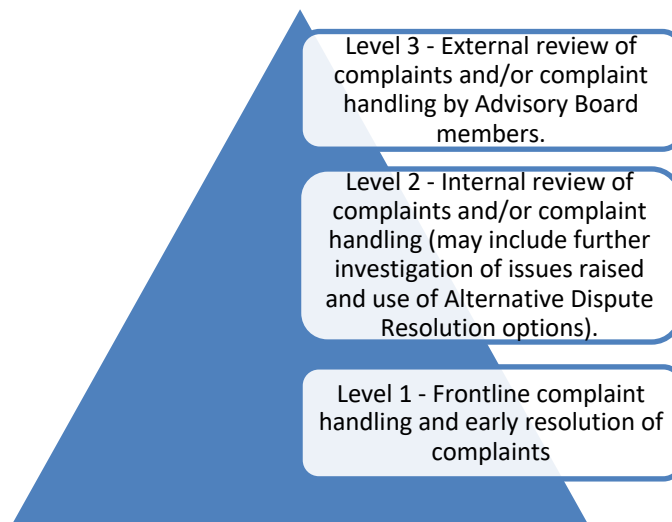 Level 3 - External review of
complaints and/or complaint
handling by Advisory Board
members.
Level 2 - Internal review of
complaints and/or complaint
handling (may include further
investigation of issues raised
and use of Alternative Dispute
Resolution options).
Level 1 - Frontline complaint
handling and early resolution of
complaints